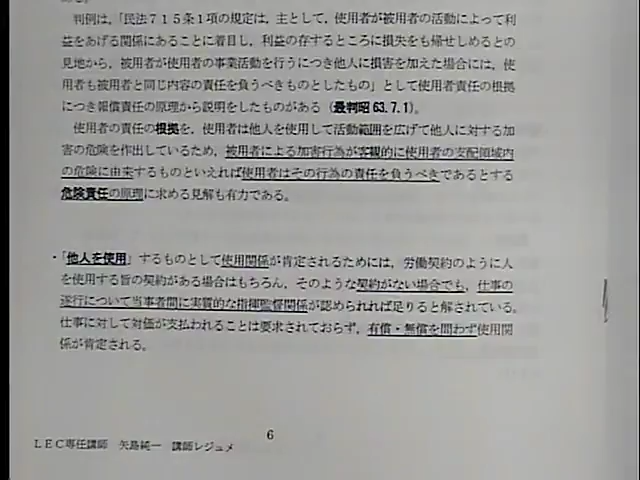 判例は,「民法７１５条１項の規定は, 主として, 使用者が被用者の活動によって利
益をあげる関係にあることに着目し, 利益の存するところに損失をも帰せしめるとの
見地から, 被用者が使用者の事業活動を行うにつき他人に損害を加えた場合には, 使
用者も被用者と同じ内容の責任を負うべきものとしたもの」として使用者責任の根拠
につき報償責任の原理から説明をしたものがある（最判昭 63.7.1）。
使用者の責任の根拠を, 使用者は他人を使用して活動範囲を広げて他人に対する加
害の危険を作出しているため, 被用者による加害行為が客観的に使用者の支配領域内
の危険に由来するものといえれば使用者はその行為の責任を負うべきであるとする
危険責任の原理に求める見解も有力である。
・「他人を使用」するものとして使用関係が肯定されるためには, 労働契約のように人
を使用する旨の契約がある場合はもちろん, そのような契約がない場合でも, 仕事の
遂行について当事者間に実質的な指揮監督関係が認められれば足りると解されている。
仕事に対して対価が支払われることは要求されておらず, 有償・無償を問わず使用関
係が肯定される。
6
ＬＥＣ専任講師 矢島純一 講師レジュメ